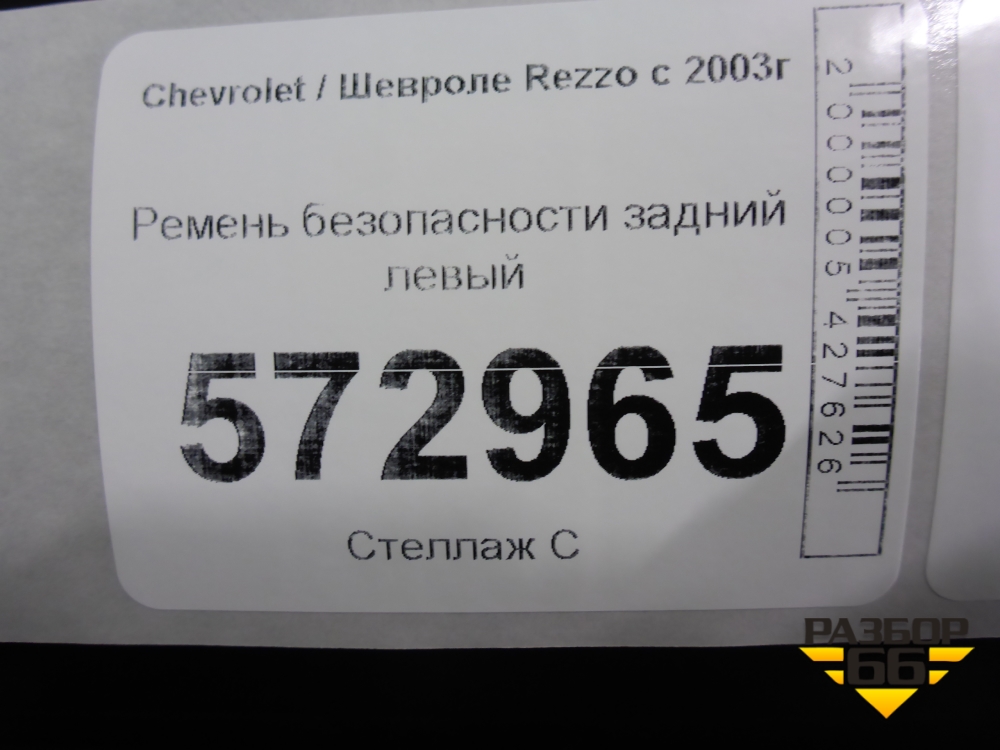 Chevrolet / Шевроле Rezzo с 2003г
Ремень безопасности задний
левый
572965
Стеллаж С
2000005427626
РАЗБОР
66